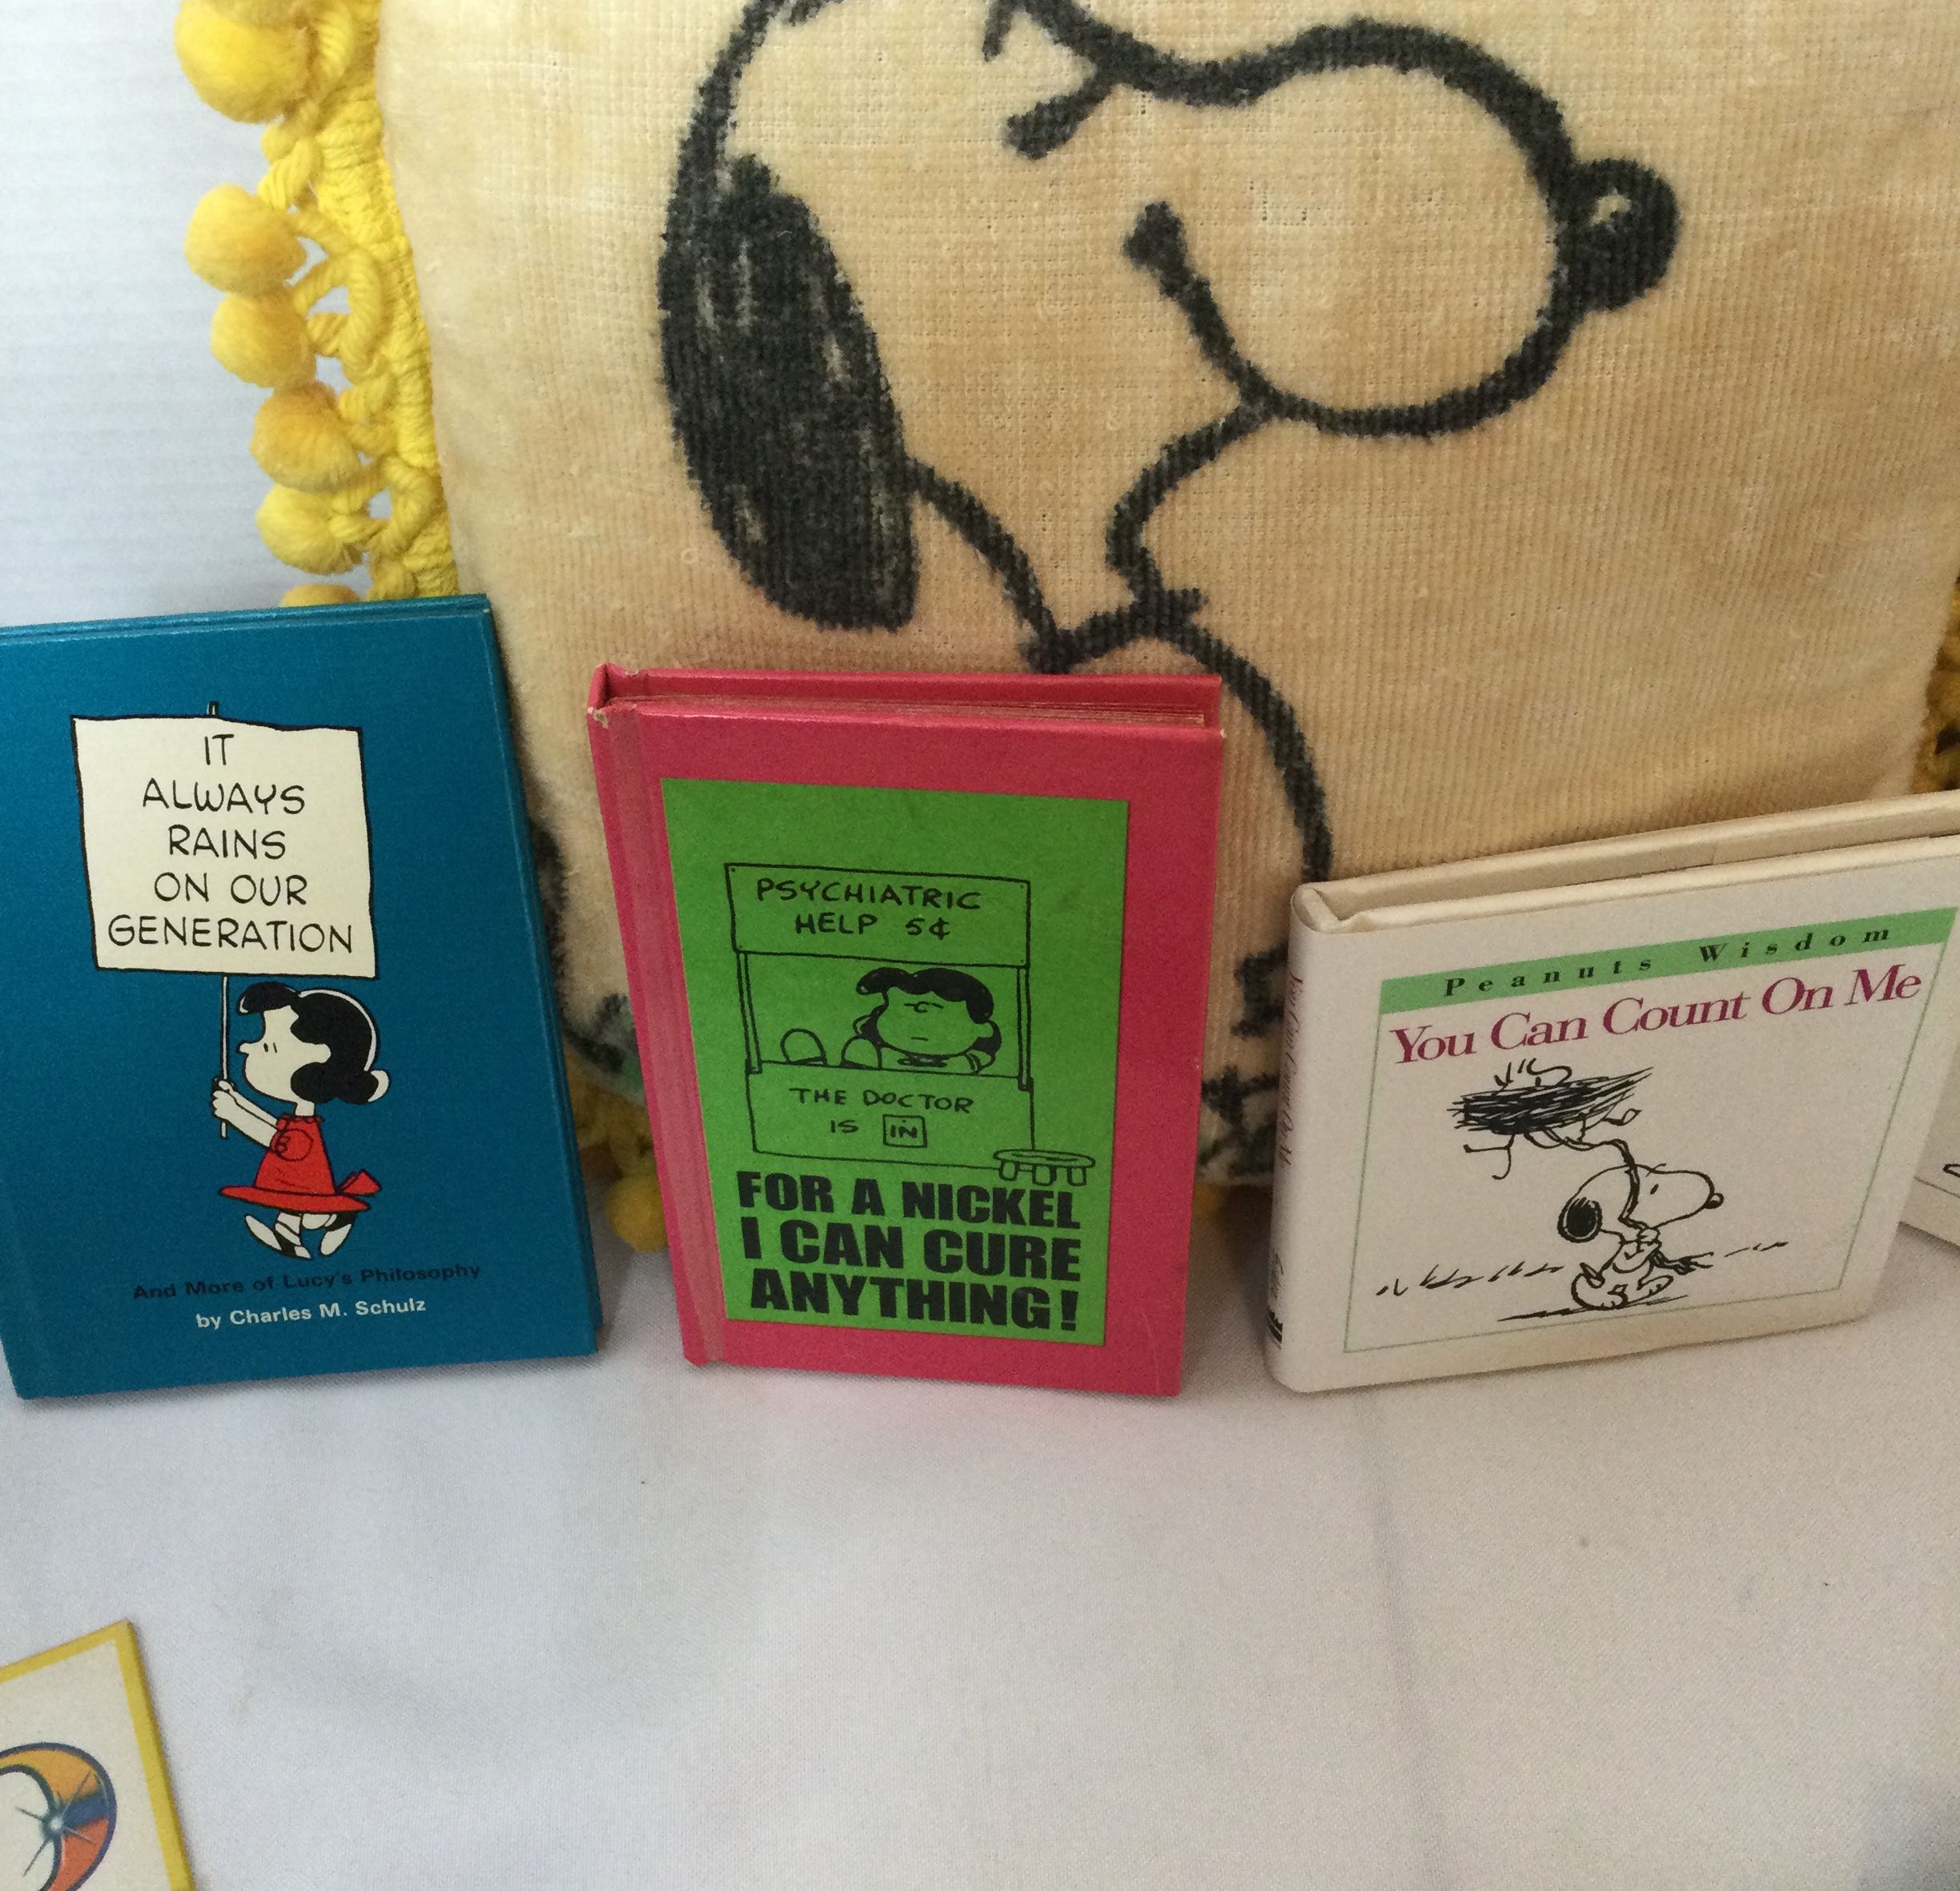 IT
ALWAYS
RAINS
ON OUR
GENERATION
And More of Lucy's Philosophy
by Charles M. Schulz
PSYCHIATRIC
HELP 5¢
THE DOCTOR
IS IN
FOR A NICKEL
I CAN CURE
ANYTHING!
Peanuts Wisdom
You Can Count On Me